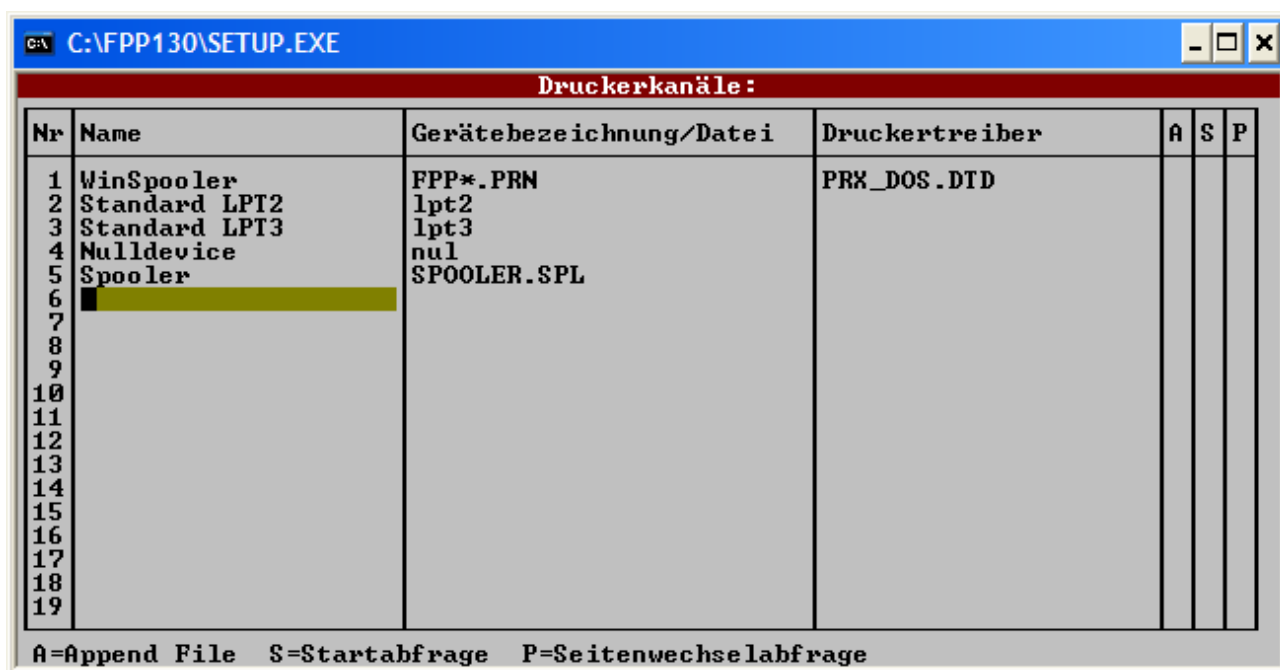 C:\FPP130\SETUP.EXE
Druckerkanäle:
Nr Name Gerätebezeichnung/Datei Druckertreiber A S P
1 WinSpooler FPP*.PRN PRX_DOS.DTD
2 Standard LPT2 lpt2
3 Standard LPT3 lpt3
4 Nulldevice nul
5 Spooler SPOOLER.SPL
6
7
8
9
10
11
12
13
14
15
16
17
18
19
A=Append File S=Startabfrage P=Seitenwechselabfrage